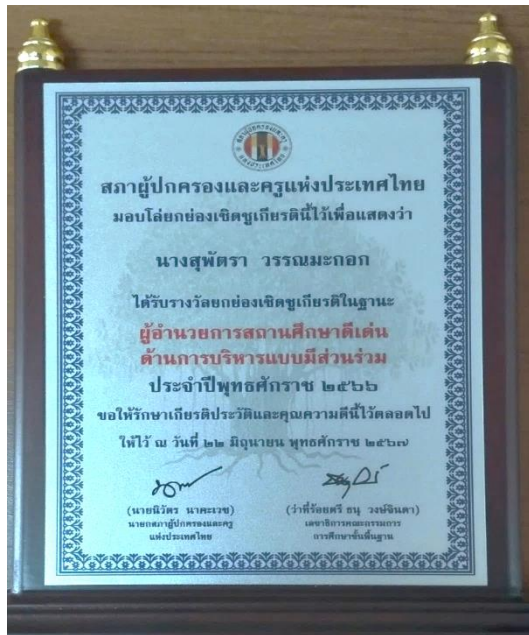 สภาผู้ปกครองและครูแห่งประเทศไทย
มอบโล่ยกย่องเชิดชูเกียรตินี้ไว้เพื่อแสดงว่า
นางสุพัตรา วรรณมะกอก
ได้รับรางวัลยกย่องเชิดชูเกียรติในฐานะ
ผู้อำนวยการสถานศึกษาดีเด่น
ด้านการบริหารแบบมีส่วนร่วม
ประจำปีพุทธศักราช ๒๕๖๖
ขอให้รักษาเกียรติประวัติและคุณความดีนี้ไว้ตลอดไป
ให้ไว้ ณ วันที่ ๒๒ มิถุนายน พุทธศักราช ๒๕๖๗
(นายนิวัตร นาคะเวช)
นายกสภาผู้ปกครองและครู
แห่งประเทศไทย
(ว่าที่ร้อยตรี ธนุ วงษ์จินดา)
เลขาธิการคณะกรรมการ
การศึกษาขั้นพื้นฐาน